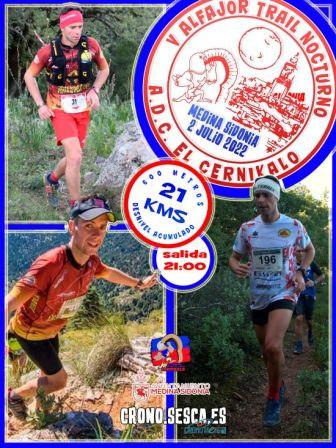 V ALFAJOR TRAIL NOCTURNO
MEDINA SIDONIA
2 JULIO 2022
A.D.C. EL CERNIKALO
600 METROS
21
KMS
DESNIVEL ACUMULADO
salida
21:00
31
196
MEDINA SIDONIA
CRONO.SESCA.ES